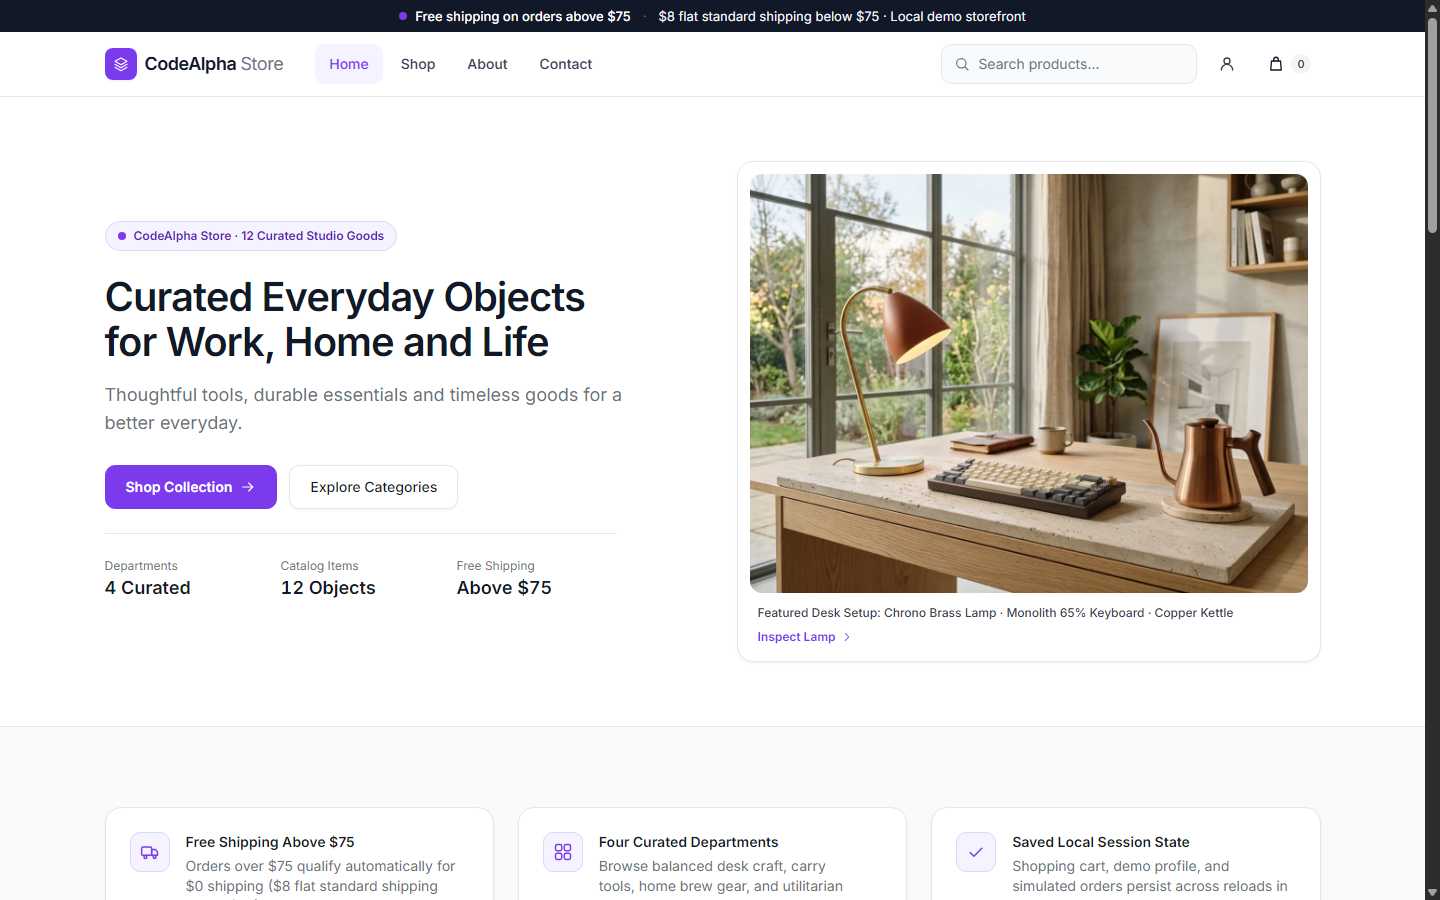 Free shipping on orders above $75 · $8 flat standard shipping below $75 · Local demo storefront
CodeAlpha Store
Home
Shop
About
Contact
Search products...
0
CodeAlpha Store · 12 Curated Studio Goods
Curated Everyday Objects
for Work, Home and Life
Thoughtful tools, durable essentials and timeless goods for a
better everyday.
Shop Collection
Explore Categories
Departments
4 Curated
Catalog Items
12 Objects
Free Shipping
Above $75
Featured Desk Setup: Chrono Brass Lamp · Monolith 65% Keyboard · Copper Kettle
Inspect Lamp
Free Shipping Above $75
Orders over $75 qualify automatically for
$0 shipping ($8 flat standard shipping
Four Curated Departments
Browse balanced desk craft, carry
tools, home brew gear, and utilitarian
Saved Local Session State
Shopping cart, demo profile, and
simulated orders persist across reloads in